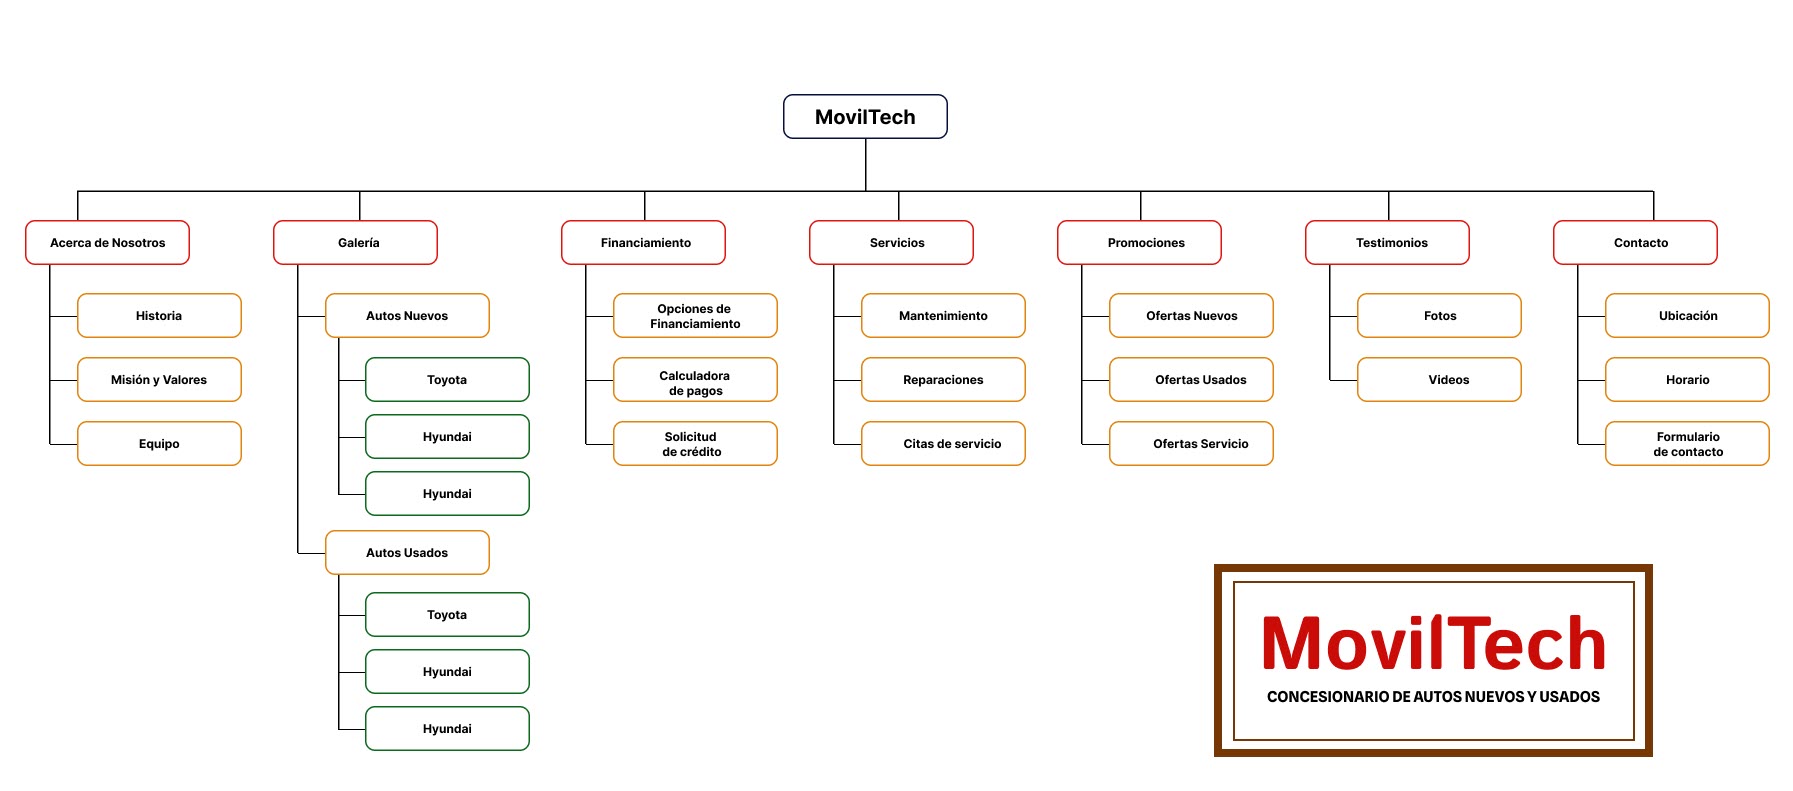 MovilTech
Acerca de Nosotros
Historia
Misión y Valores
Equipo
Galería
Autos Nuevos
Toyota
Hyundai
Hyundai
Autos Usados
Toyota
Hyundai
Hyundai
Financiamiento
Opciones de
Financiamiento
Calculadora
de pagos
Solicitud
de crédito
Servicios
Mantenimiento
Reparaciones
Citas de servicio
Promociones
Ofertas Nuevos
Ofertas Usados
Ofertas Servicio
Testimonios
Fotos
Videos
Contacto
Ubicación
Horario
Formulario
de contacto
MovilTech
CONCESIONARIO DE AUTOS NUEVOS Y USADOS